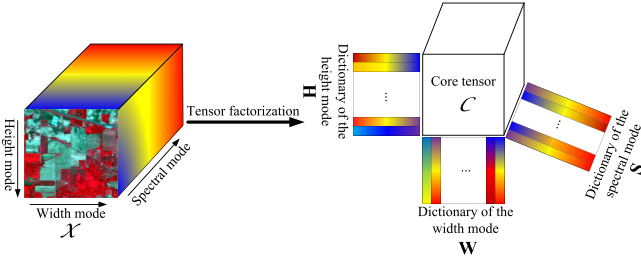 Height mode
Width mode
𝒳
Spectral mode
Tensor factorization
H
Dictionary of the
height mode
...
Core tensor
𝒞
...
Dictionary of the
width mode
W
...
Dictionary of the
spectral mode
S